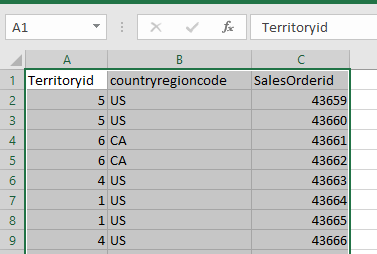 A1 fx Territoryid
A B C
1 Territoryid countryregioncode SalesOrderid
2 5 US 43659
3 5 US 43660
4 6 CA 43661
5 6 CA 43662
6 4 US 43663
7 1 US 43664
8 1 US 43665
9 4 US 43666